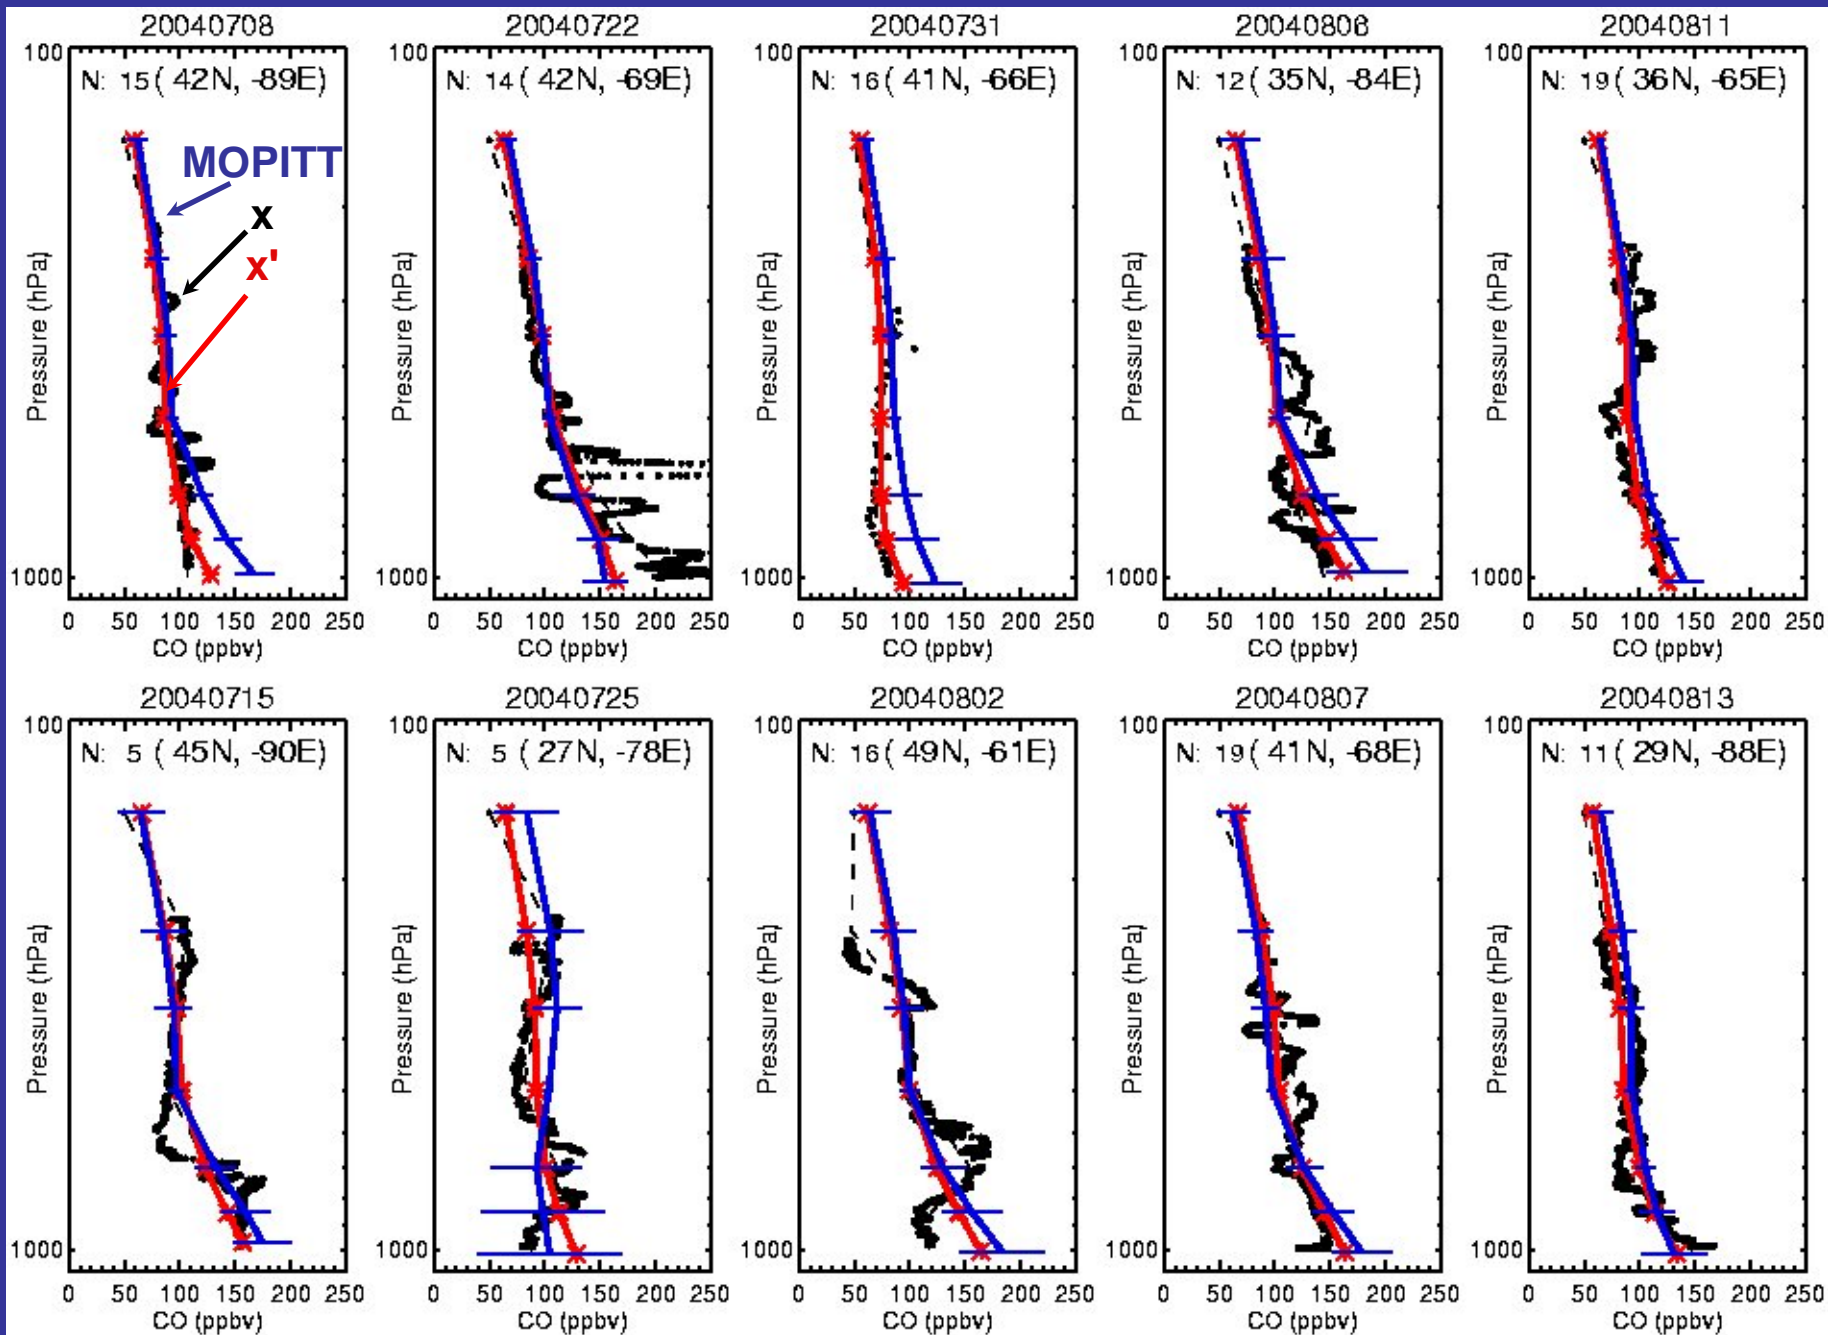 20040708
100
N: 15 ( 42N, -89E)
MOPITT
x
x'
Pressure (hPa)
1000
0 50 100 150 200 250
CO (ppbv)
20040722
100
N: 14 ( 42N, -69E)
Pressure (hPa)
1000
0 50 100 150 200 250
CO (ppbv)
20040731
100
N: 16 ( 41N, -66E)
Pressure (hPa)
1000
0 50 100 150 200 250
CO (ppbv)
20040806
100
N: 12 ( 35N, -84E)
Pressure (hPa)
1000
0 50 100 150 200 250
CO (ppbv)
20040811
100
N: 19 ( 36N, -65E)
Pressure (hPa)
1000
0 50 100 150 200 250
CO (ppbv)
20040715
100
N: 5 ( 45N, -90E)
Pressure (hPa)
1000
0 50 100 150 200 250
CO (ppbv)
20040725
100
N: 5 ( 27N, -78E)
Pressure (hPa)
1000
0 50 100 150 200 250
CO (ppbv)
20040802
100
N: 16 ( 49N, -61E)
Pressure (hPa)
1000
0 50 100 150 200 250
CO (ppbv)
20040807
100
N: 19 ( 41N, -68E)
Pressure (hPa)
1000
0 50 100 150 200 250
CO (ppbv)
20040813
100
N: 11 ( 29N, -88E)
Pressure (hPa)
1000
0 50 100 150 200 250
CO (ppbv)